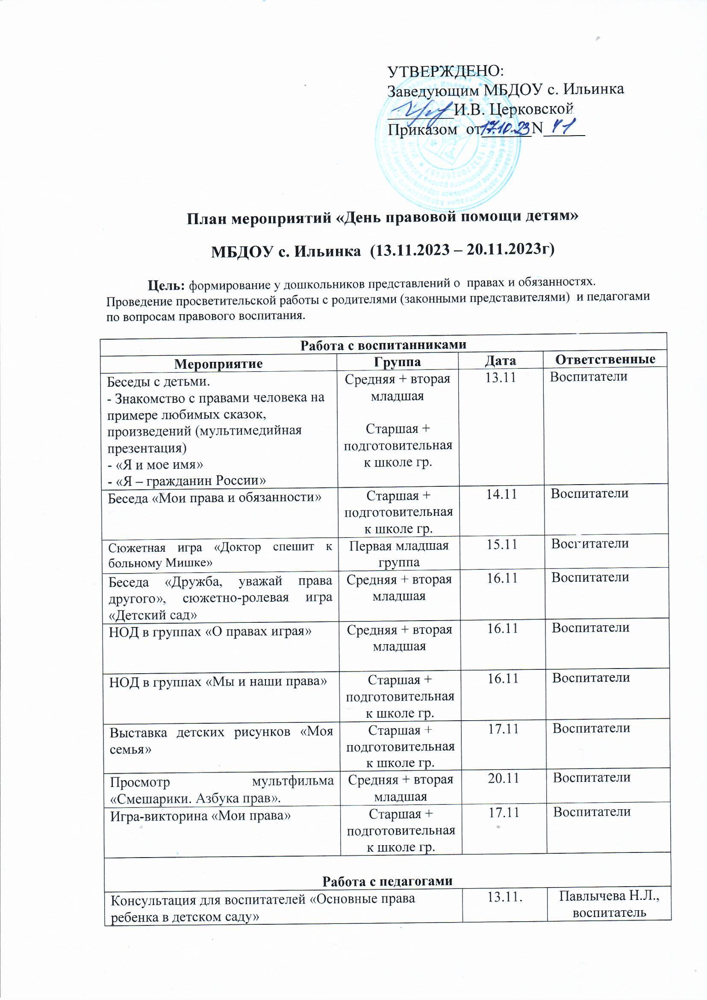 УТВЕРЖДЕНО:
Заведующим МБДОУ с. Ильинка
И.В. Церковской
Приказом от 17.10.23 N
План мероприятий «День правовой помощи детям»
МБДОУ с. Ильинка (13.11.2023 – 20.11.2023г)
Цель: формирование у дошкольников представлений о правах и обязанностях.
Проведение просветительской работы с родителями (законными представителями) и педагогами
по вопросам правового воспитания.
Работа с воспитанниками
Мероприятие Группа Дата Ответственные
Беседы с детьми. Средняя + вторая 13.11 Воспитатели
- Знакомство с правами человека на младшая
примере любимых сказок,
произведений (мультимедийная Старшая +
презентация) подготовительная
- «Я и мое имя» к школе гр.
- «Я – гражданин России»
Беседа «Мои права и обязанности» Старшая + 14.11 Воспитатели
подготовительная
к школе гр.
Сюжетная игра «Доктор спешит к Первая младшая 15.11 Воспитатели
больному Мишке» группа
Беседа «Дружба, уважай права Средняя + вторая 16.11 Воспитатели
другого», сюжетно-ролевая игра младшая
«Детский сад»
НОД в группах «О правах играя» Средняя + вторая 16.11 Воспитатели
младшая
НОД в группах «Мы и наши права» Старшая + 16.11 Воспитатели
подготовительная
к школе гр.
Выставка детских рисунков «Моя Старшая + 17.11 Воспитатели
семья» подготовительная
к школе гр.
Просмотр мультфильма Средняя + вторая 20.11 Воспитатели
«Смешарики. Азбука прав». младшая
Игра-викторина «Мои права» Старшая + 17.11 Воспитатели
подготовительная
к школе гр.
Работа с педагогами
Консультация для воспитателей «Основные права 13.11. Павлычева Н.Л.,
ребенка в детском саду» воспитатель